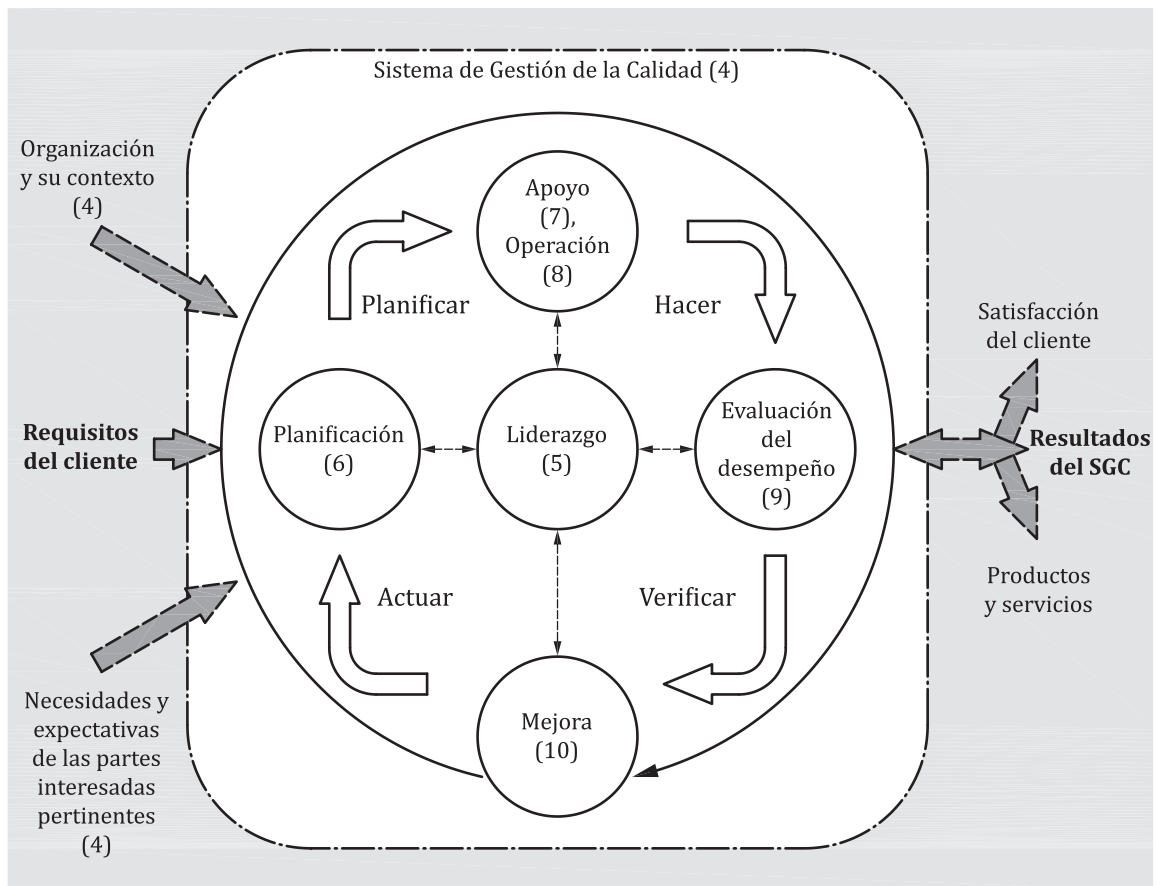 Sistema de Gestión de la Calidad (4)
Organización
y su contexto
(4)
Apoyo
(7),
Operación
(8)
Planificar
Hacer
Satisfacción
del cliente
Requisitos
del cliente
Planificación
(6)
Liderazgo
(5)
Evaluación
del
desempeño
(9)
Resultados
del SGC
Actuar
Verificar
Productos
y servicios
Necesidades y
expectativas
de las partes
interesadas
pertinentes
(4)
Mejora
(10)